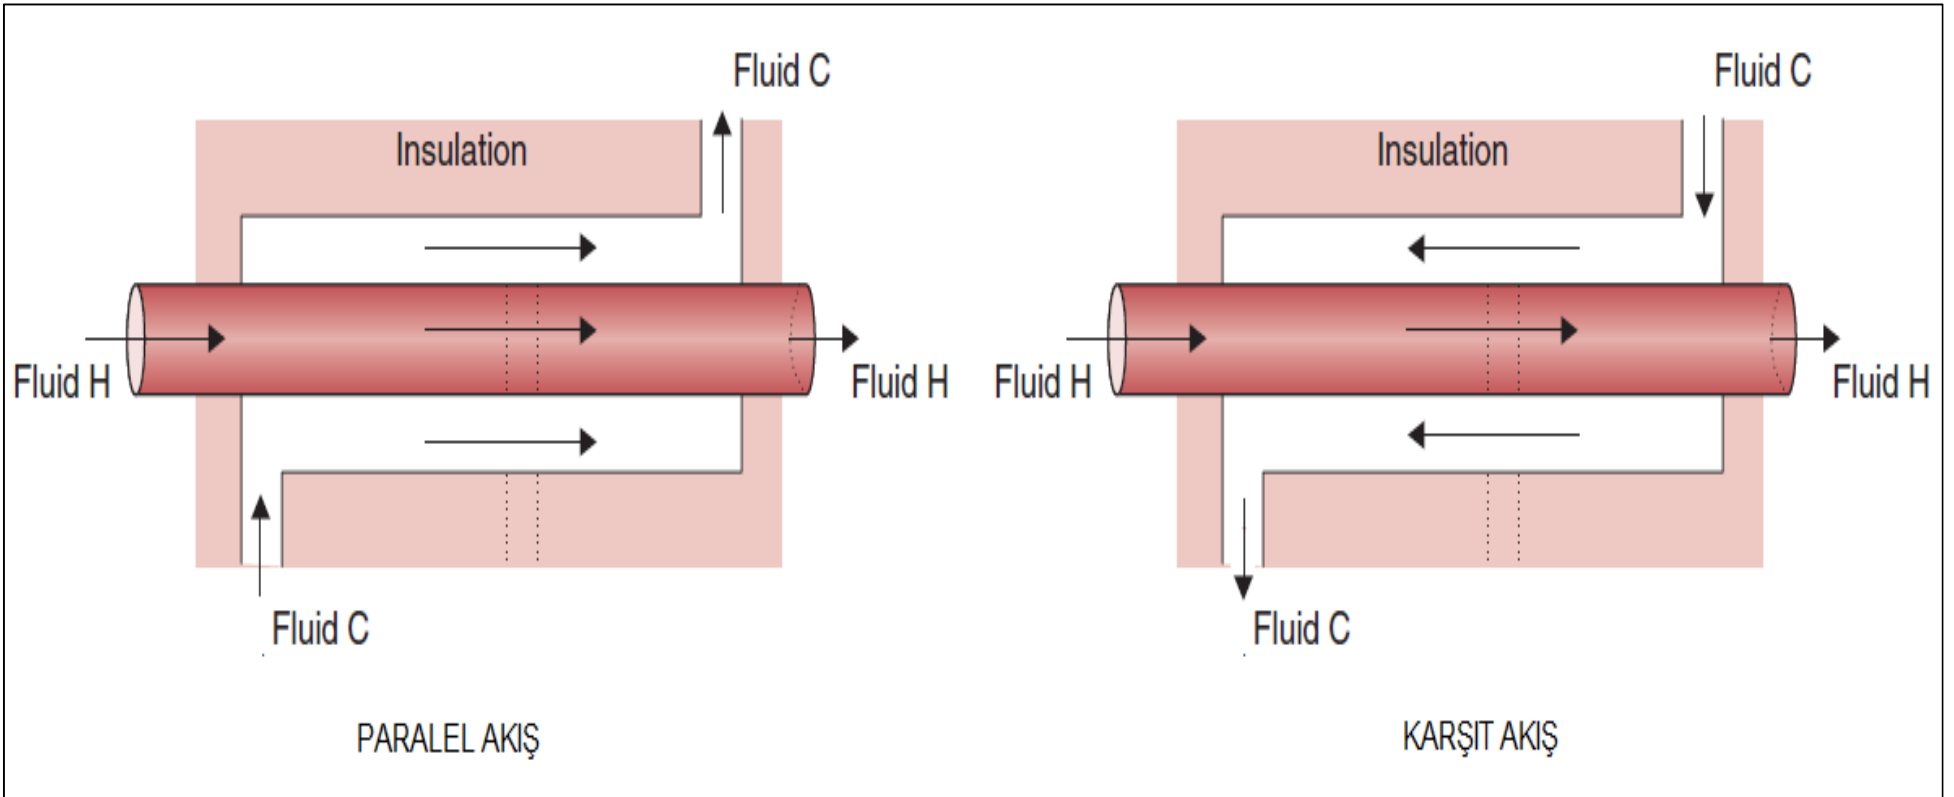 Fluid C
Insulation
Fluid H
Fluid H
Fluid C
PARALEL AKIŞ
Fluid C
Insulation
Fluid H
Fluid H
Fluid C
KARŞIT AKIŞ